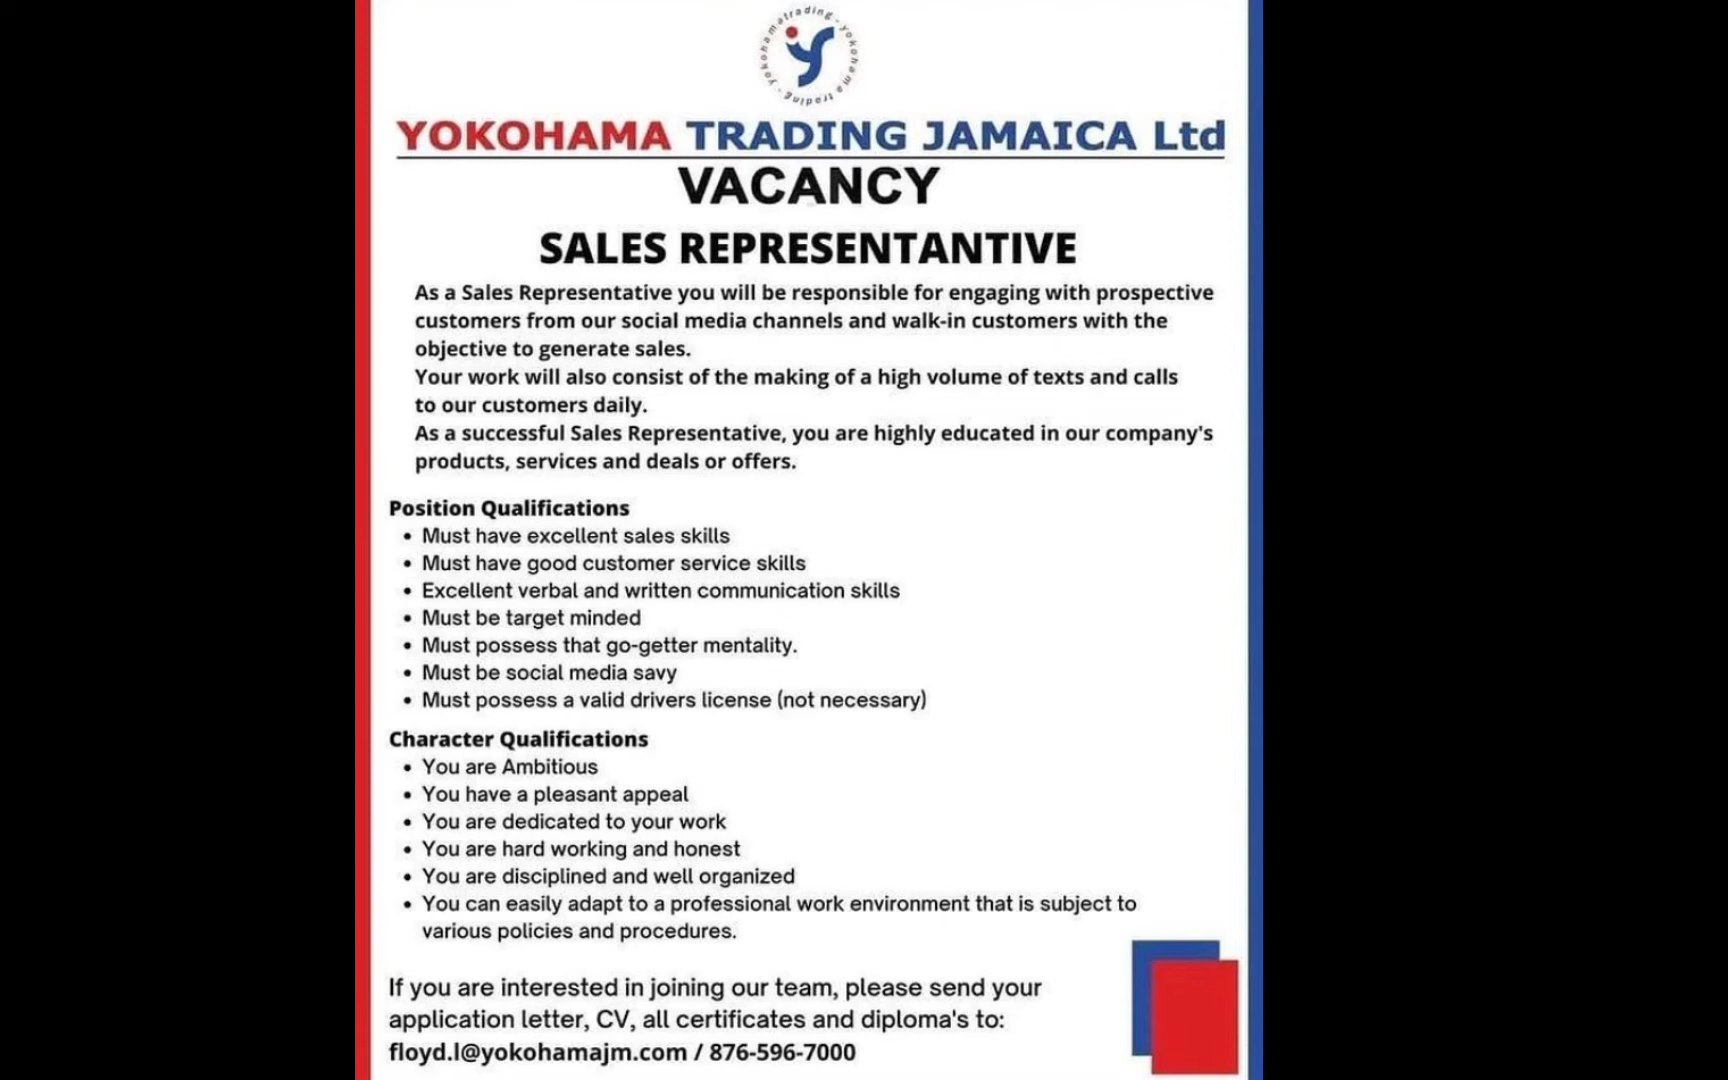 yokohama trading - yokohamatrading -
YOKOHAMA TRADING JAMAICA Ltd
VACANCY
SALES REPRESENTANTIVE
As a Sales Representative you will be responsible for engaging with prospective
customers from our social media channels and walk-in customers with the
objective to generate sales.
Your work will also consist of the making of a high volume of texts and calls
to our customers daily.
As a successful Sales Representative, you are highly educated in our company's
products, services and deals or offers.
Position Qualifications
• Must have excellent sales skills
• Must have good customer service skills
• Excellent verbal and written communication skills
• Must be target minded
• Must possess that go-getter mentality.
• Must be social media savy
• Must possess a valid drivers license (not necessary)
Character Qualifications
• You are Ambitious
• You have a pleasant appeal
• You are dedicated to your work
• You are hard working and honest
• You are disciplined and well organized
• You can easily adapt to a professional work environment that is subject to
various policies and procedures.
If you are interested in joining our team, please send your
application letter, CV, all certificates and diploma's to:
floyd.l@yokohamajm.com / 876-596-7000